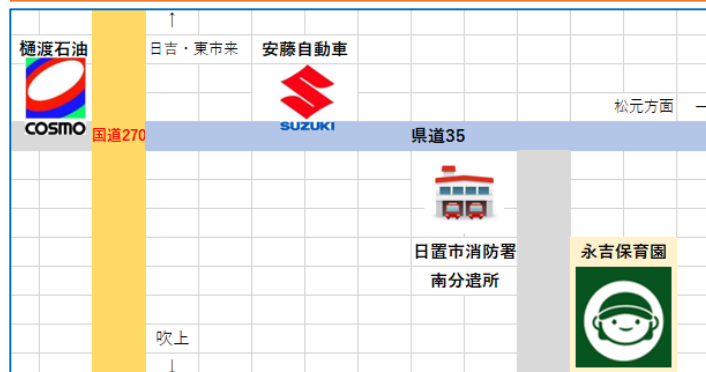 ↑
樋渡石油
日吉・東市来
安藤自動車
松元方面 ―
COSMO
国道270
SUZUKI
県道35
日置市消防署
南分遣所
永吉保育園
吹上
↓